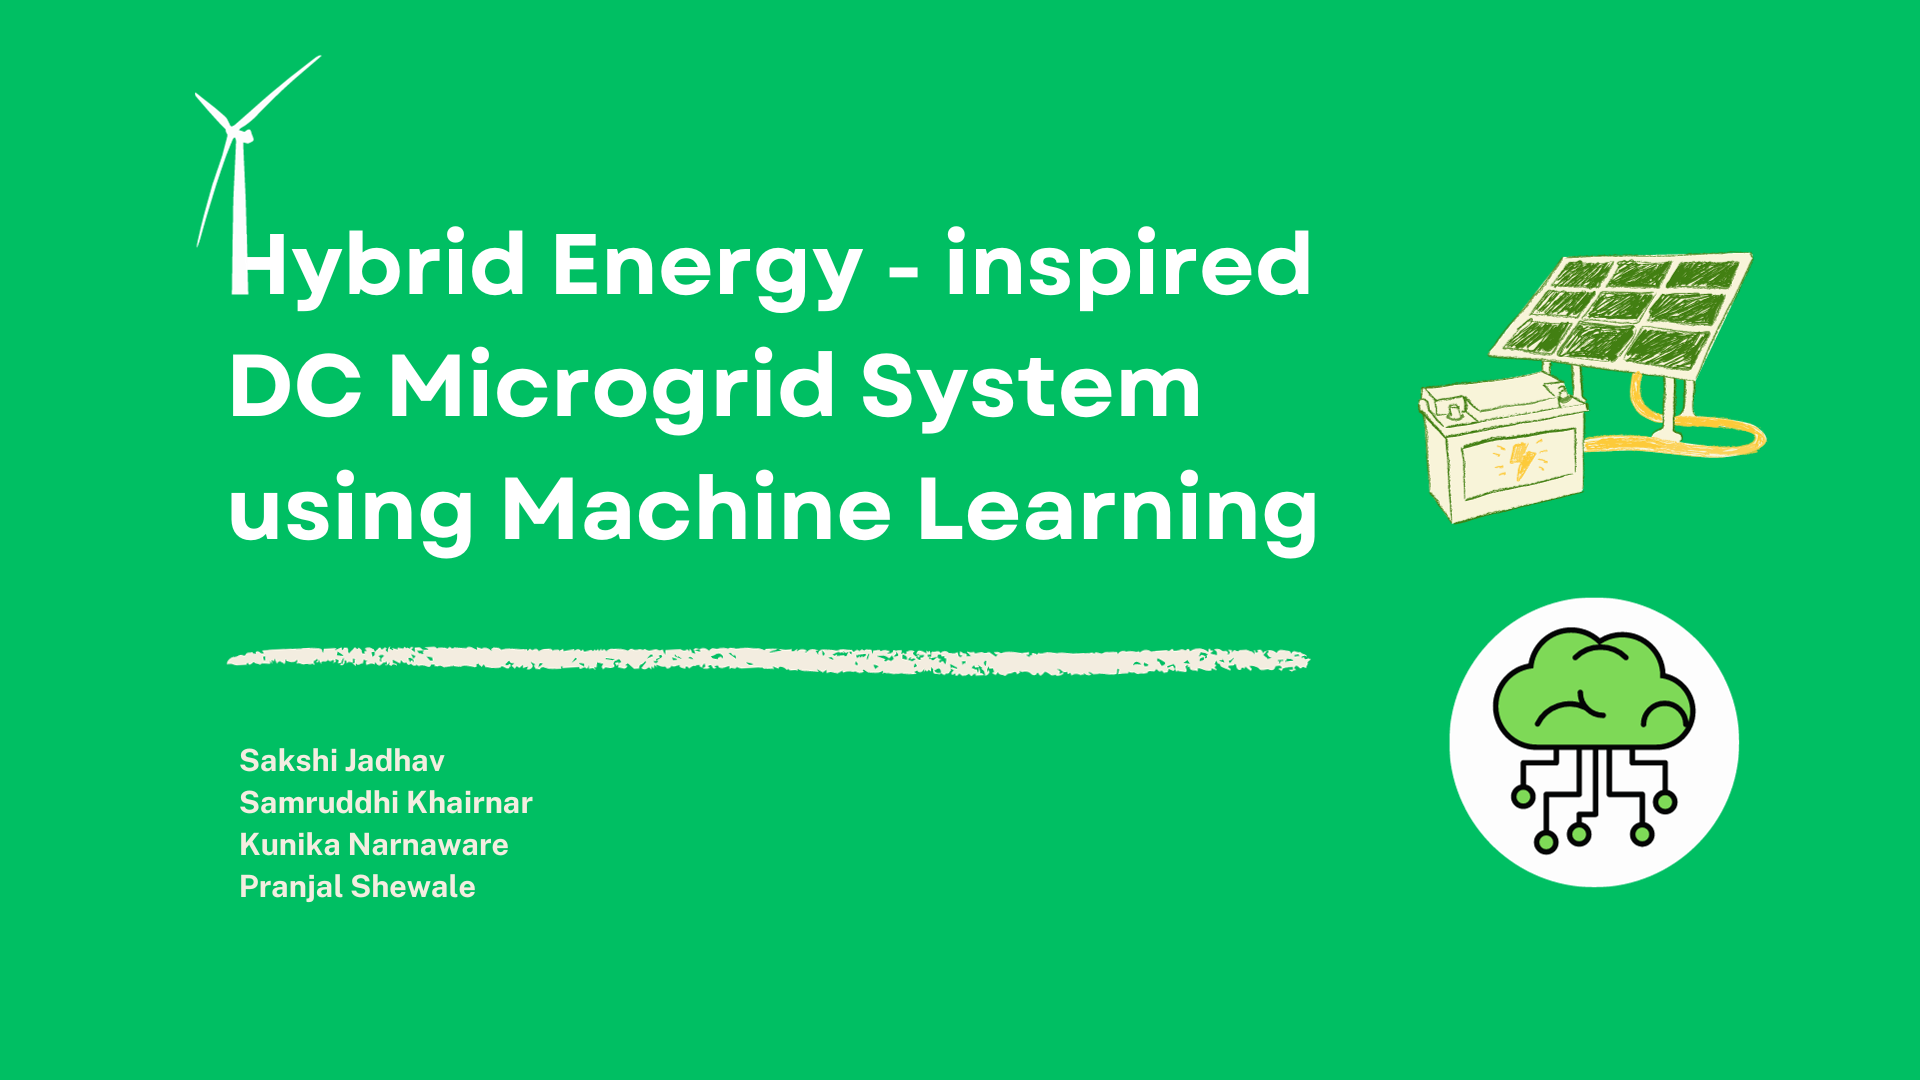 Hybrid Energy - inspired
DC Microgrid System
using Machine Learning
Sakshi Jadhav
Samruddhi Khairnar
Kunika Narnaware
Pranjal Shewale